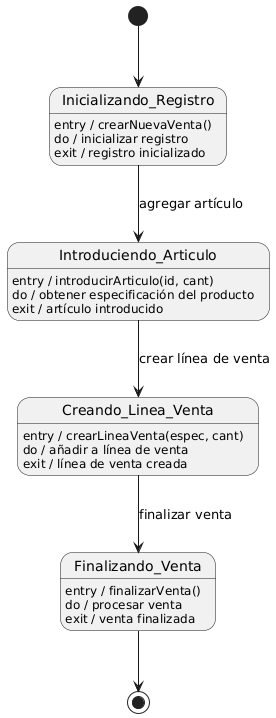 Inicializando_Registro
entry / crearNuevaVenta()
do / inicializar registro
exit / registro inicializado
agregar artículo
Introduciendo_Articulo
entry / introducirArticulo(id, cant)
do / obtener especificación del producto
exit / artículo introducido
crear línea de venta
Creando_Linea_Venta
entry / crearLineaVenta(espec, cant)
do / añadir a línea de venta
exit / línea de venta creada
finalizar venta
Finalizando_Venta
entry / finalizarVenta()
do / procesar venta
exit / venta finalizada